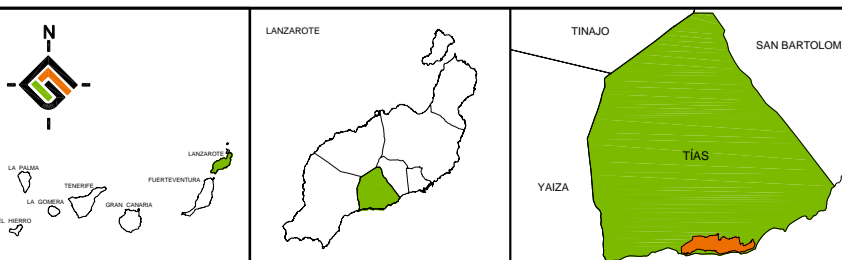 N
LANZAROTE
LA PALMA
TENERIFE
FUERTEVENTURA
LA GOMERA
GRAN CANARIA
EL HIERRO
LANZAROTE
TINAJO
SAN BARTOLOM
TÍAS
YAIZA